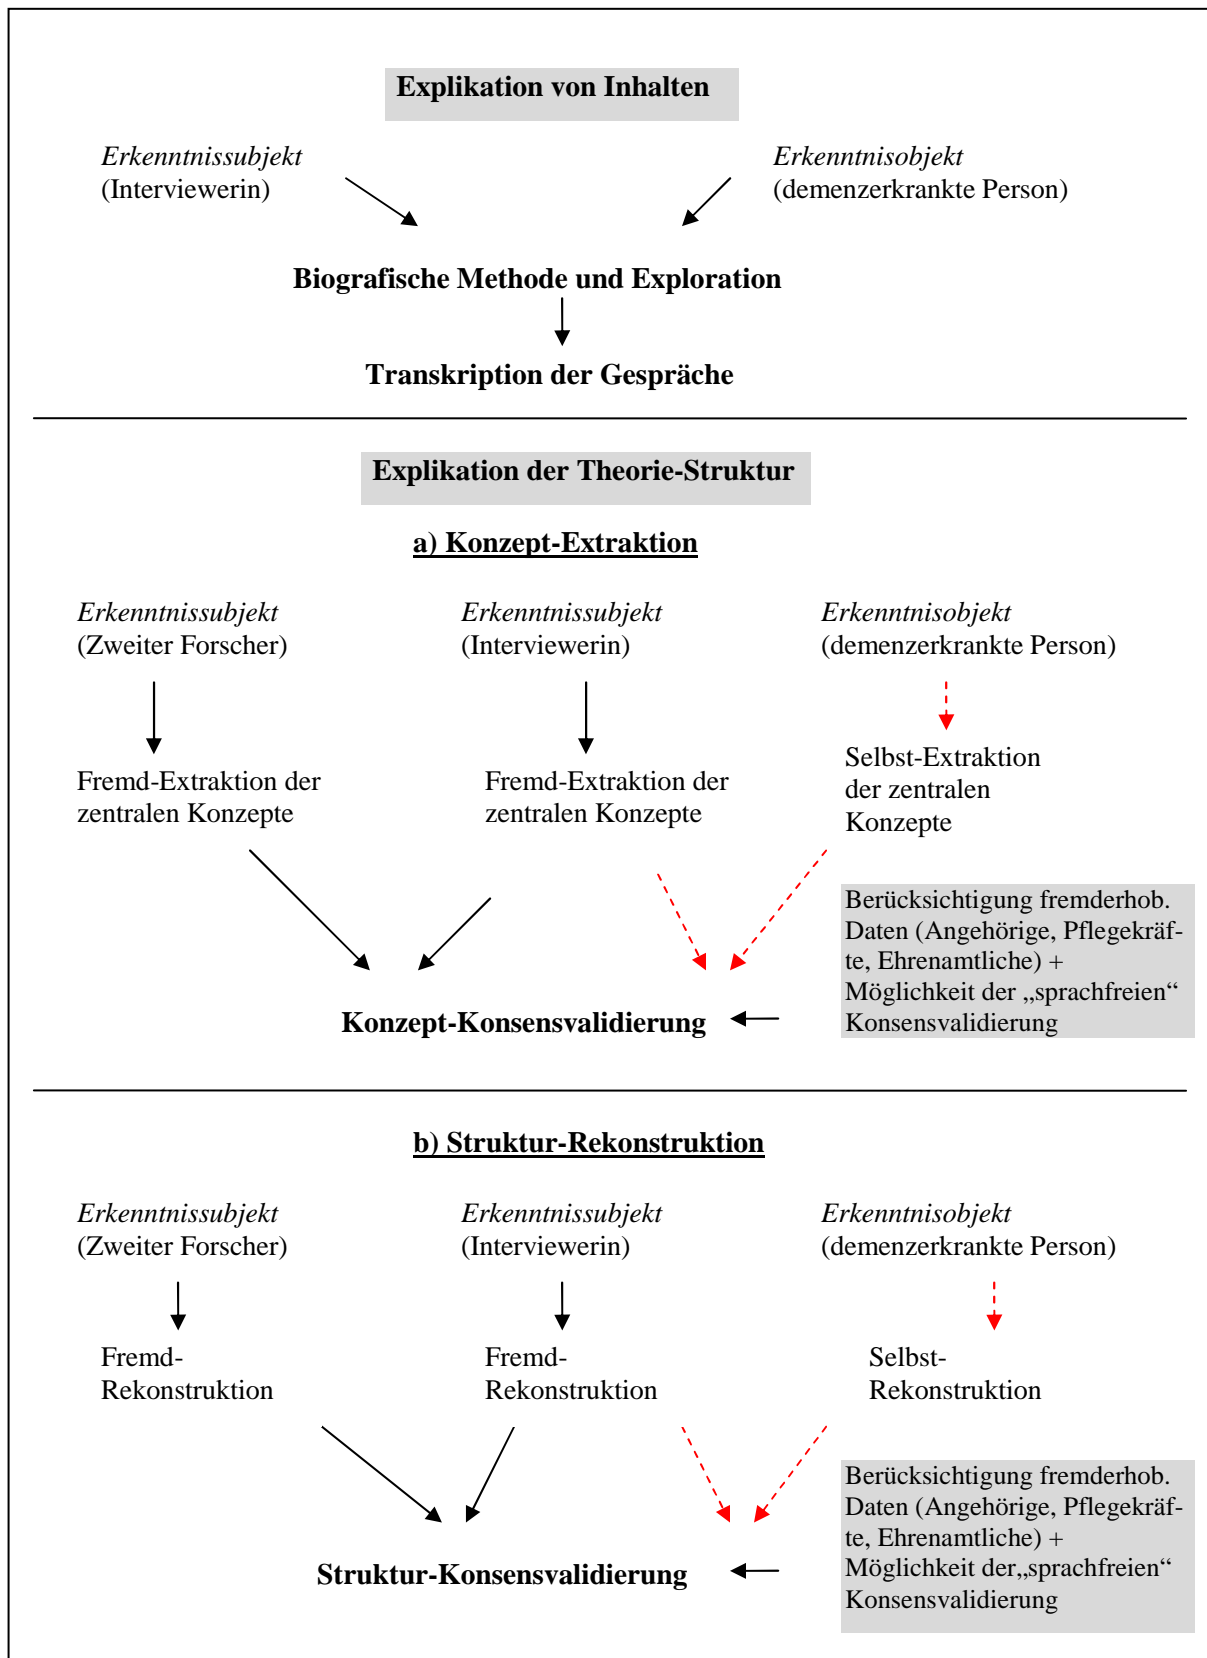 Explikation von Inhalten
Erkenntnissubjekt
(Interviewerin)
Erkenntnisobjekt
(demenzerkrankte Person)
Biografische Methode und Exploration
Transkription der Gespräche
Explikation der Theorie-Struktur
a) Konzept-Extraktion
Erkenntnissubjekt
(Zweiter Forscher)
Erkenntnissubjekt
(Interviewerin)
Erkenntnisobjekt
(demenzerkrankte Person)
Fremd-Extraktion der
zentralen Konzepte
Fremd-Extraktion der
zentralen Konzepte
Selbst-Extraktion
der zentralen
Konzepte
Berücksichtigung fremderhob.
Daten (Angehörige, Pflegekräf-
te, Ehrenamtliche) +
Möglichkeit der „sprachfreien“
Konsensvalidierung
Konzept-Konsensvalidierung
b) Struktur-Rekonstruktion
Erkenntnissubjekt
(Zweiter Forscher)
Erkenntnissubjekt
(Interviewerin)
Erkenntnisobjekt
(demenzerkrankte Person)
Fremd-
Rekonstruktion
Fremd-
Rekonstruktion
Selbst-
Rekonstruktion
Berücksichtigung fremderhob.
Daten (Angehörige, Pflegekräf-
te, Ehrenamtliche) +
Möglichkeit der„sprachfreien“
Konsensvalidierung
Struktur-Konsensvalidierung